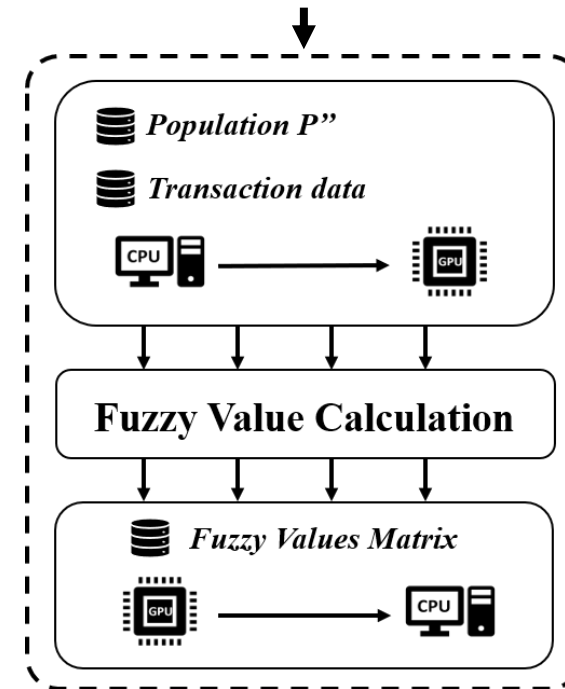 Population P”
Transaction data
CPU
GPU
Fuzzy Value Calculation
Fuzzy Values Matrix
GPU
CPU